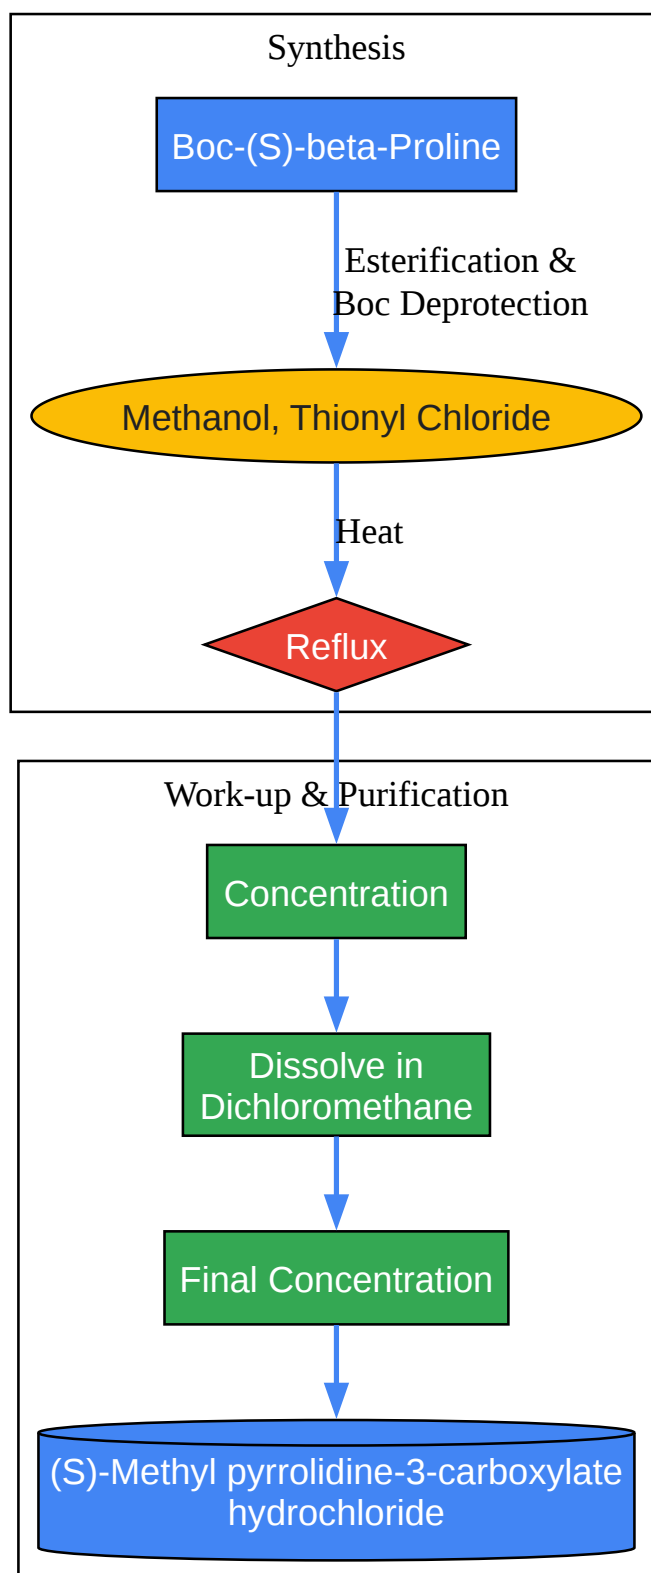 Synthesis
Boc-(S)-beta-Proline
Esterification &
Boc Deprotection
Methanol, Thionyl Chloride
Heat
Reflux
Work-up & Purification
Concentration
Dissolve in
Dichloromethane
Final Concentration
(S)-Methyl pyrrolidine-3-carboxylate
hydrochloride